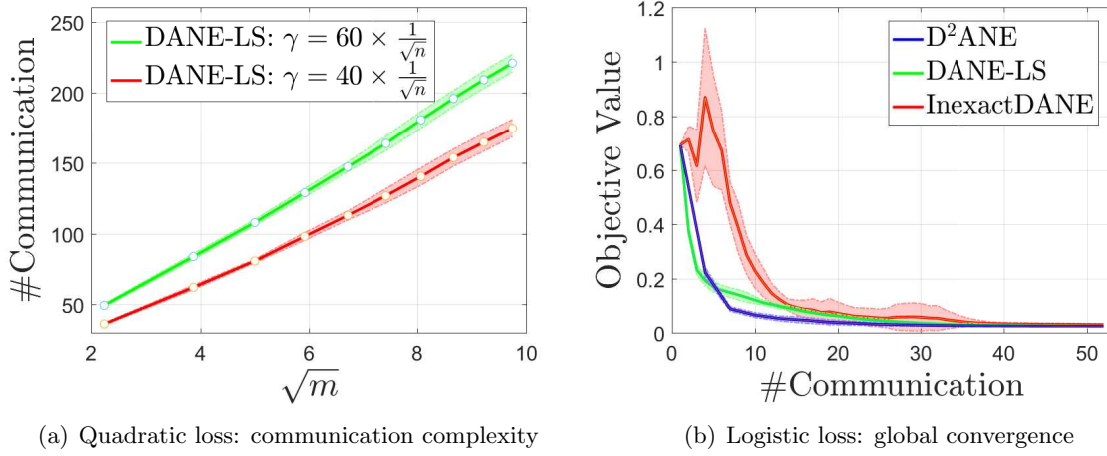 #Communication
250
200
150
100
50
2 4 6 8 10
√m
DANE-LS: γ = 60 × 1/√n
DANE-LS: γ = 40 × 1/√n
(a) Quadratic loss: communication complexity
Objective Value
1.2
1
0.8
0.6
0.4
0.2
0
0 10 20 30 40 50
#Communication
D²ANE
DANE-LS
InexactDANE
(b) Logistic loss: global convergence